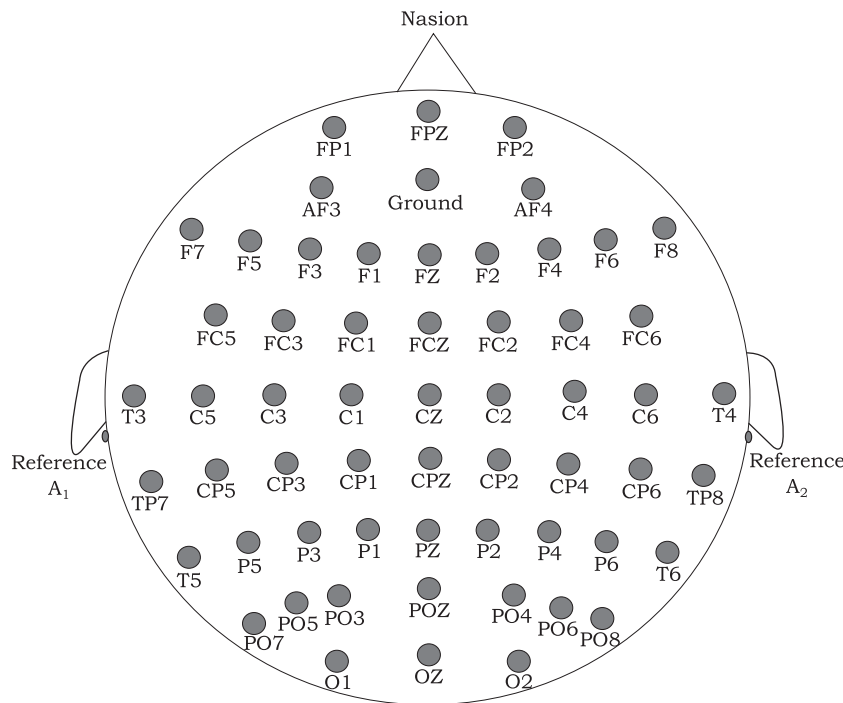 Nasion
FP1 FPZ FP2
AF3 Ground AF4
F7 F5 F3 F1 FZ F2 F4 F6 F8
FC5 FC3 FC1 FCZ FC2 FC4 FC6
T3 C5 C3 C1 CZ C2 C4 C6 T4
Reference
A₁
Reference
A₂
TP7 CP5 CP3 CP1 CPZ CP2 CP4 CP6 TP8
T5 P5 P3 P1 PZ P2 P4 P6 T6
PO7 PO5 PO3 POZ PO4 PO6 PO8
O1 OZ O2